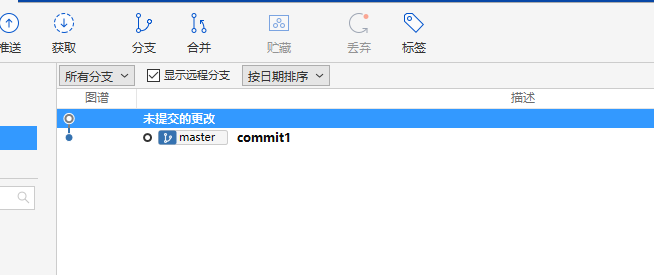 推送 获取 分支 合并 贮藏 丢弃 标签
所有分支 显示远程分支 按日期排序
图谱 描述
未提交的更改
master commit1